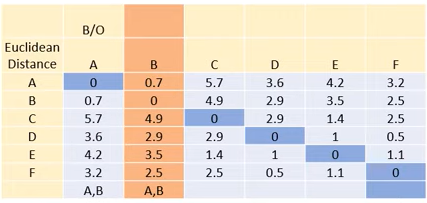 B/O
Euclidean
Distance A B C D E F
A 0 0.7 5.7 3.6 4.2 3.2
B 0.7 0 4.9 2.9 3.5 2.5
C 5.7 4.9 0 2.9 1.4 2.5
D 3.6 2.9 2.9 0 1 0.5
E 4.2 3.5 1.4 1 0 1.1
F 3.2 2.5 2.5 0.5 1.1 0
A,B A,B